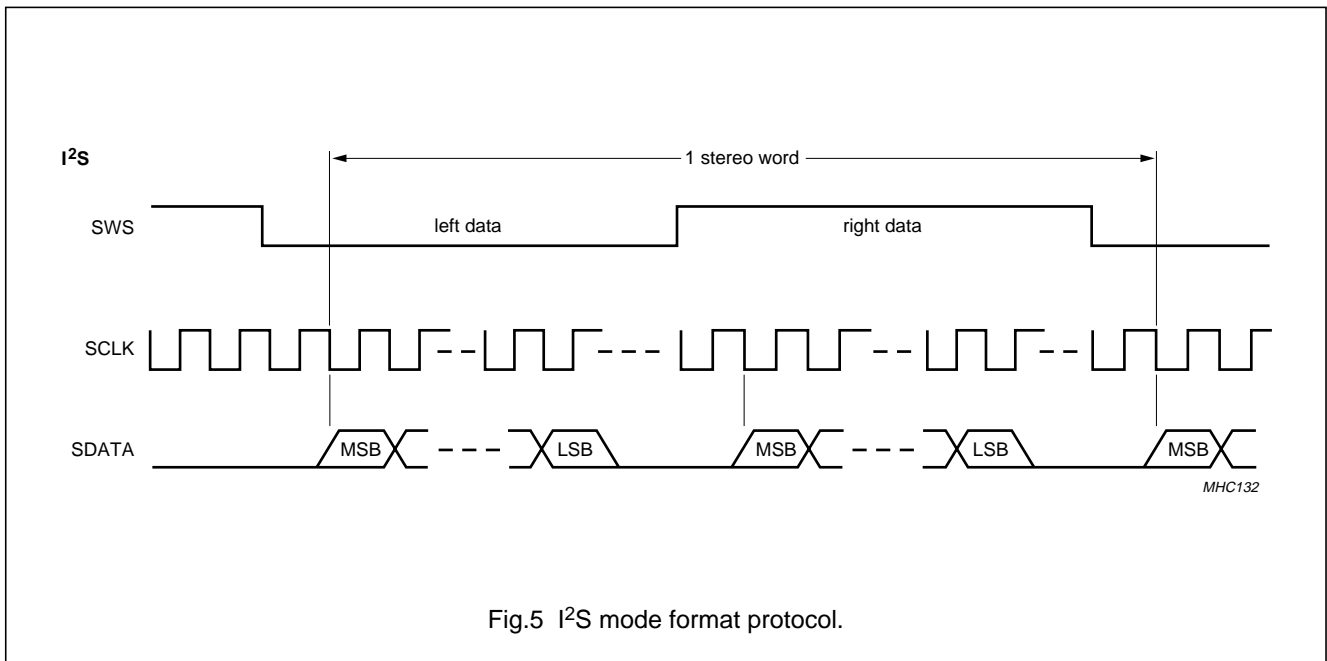 I²S
1 stereo word
SWS
left data
right data
SCLK
SDATA
MSB
LSB
MSB
LSB
MSB
MHC132
Fig.5 I²S mode format protocol.